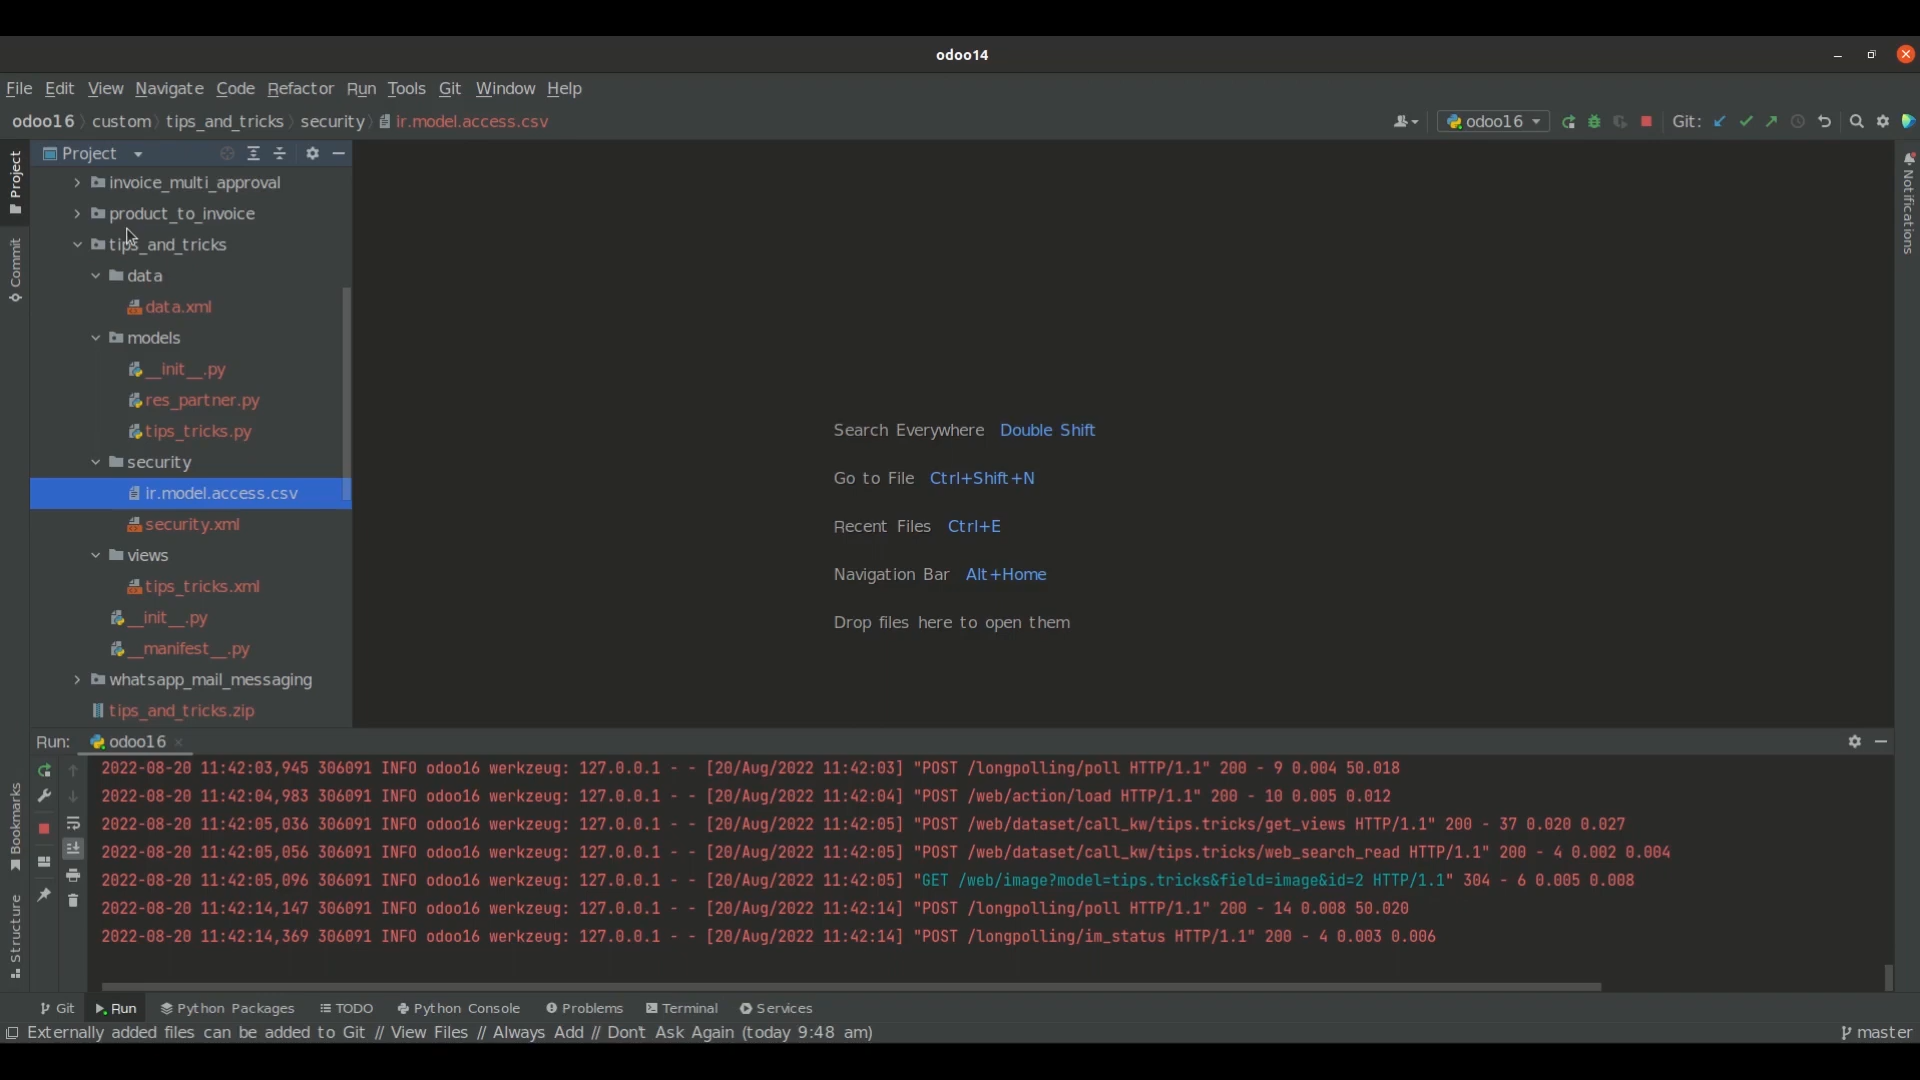 odoo14
File Edit View Navigate Code Refactor Run Tools Git Window Help
odoo16 custom tips_and_tricks security ir.model.access.csv
odoo16
Git:
Project
Project
Commit
Bookmarks
Structure
Notifications
invoice_multi_approval
product_to_invoice
tips_and_tricks
data
data.xml
models
__init__.py
res_partner.py
tips_tricks.py
security
ir.model.access.csv
security.xml
views
tips_tricks.xml
__init__.py
__manifest__.py
whatsapp_mail_messaging
tips_and_tricks.zip
Search Everywhere Double Shift
Go to File Ctrl+Shift+N
Recent Files Ctrl+E
Navigation Bar Alt+Home
Drop files here to open them
Run: odoo16
2022-08-20 11:42:03,945 306091 INFO odoo16 werkzeug: 127.0.0.1 - - [20/Aug/2022 11:42:03] "POST /longpolling/poll HTTP/1.1" 200 - 9 0.004 50.018
2022-08-20 11:42:04,983 306091 INFO odoo16 werkzeug: 127.0.0.1 - - [20/Aug/2022 11:42:04] "POST /web/action/load HTTP/1.1" 200 - 10 0.005 0.012
2022-08-20 11:42:05,036 306091 INFO odoo16 werkzeug: 127.0.0.1 - - [20/Aug/2022 11:42:05] "POST /web/dataset/call_kw/tips.tricks/get_views HTTP/1.1" 200 - 37 0.020 0.027
2022-08-20 11:42:05,056 306091 INFO odoo16 werkzeug: 127.0.0.1 - - [20/Aug/2022 11:42:05] "POST /web/dataset/call_kw/tips.tricks/web_search_read HTTP/1.1" 200 - 4 0.002 0.004
2022-08-20 11:42:05,096 306091 INFO odoo16 werkzeug: 127.0.0.1 - - [20/Aug/2022 11:42:05] "GET /web/image?model=tips.tricks&field=image&id=2 HTTP/1.1" 304 - 6 0.005 0.008
2022-08-20 11:42:14,147 306091 INFO odoo16 werkzeug: 127.0.0.1 - - [20/Aug/2022 11:42:14] "POST /longpolling/poll HTTP/1.1" 200 - 14 0.008 50.020
2022-08-20 11:42:14,369 306091 INFO odoo16 werkzeug: 127.0.0.1 - - [20/Aug/2022 11:42:14] "POST /longpolling/im_status HTTP/1.1" 200 - 4 0.003 0.006
Git Run Python Packages TODO Python Console Problems Terminal Services
Externally added files can be added to Git // View Files // Always Add // Don't Ask Again (today 9:48 am)
master